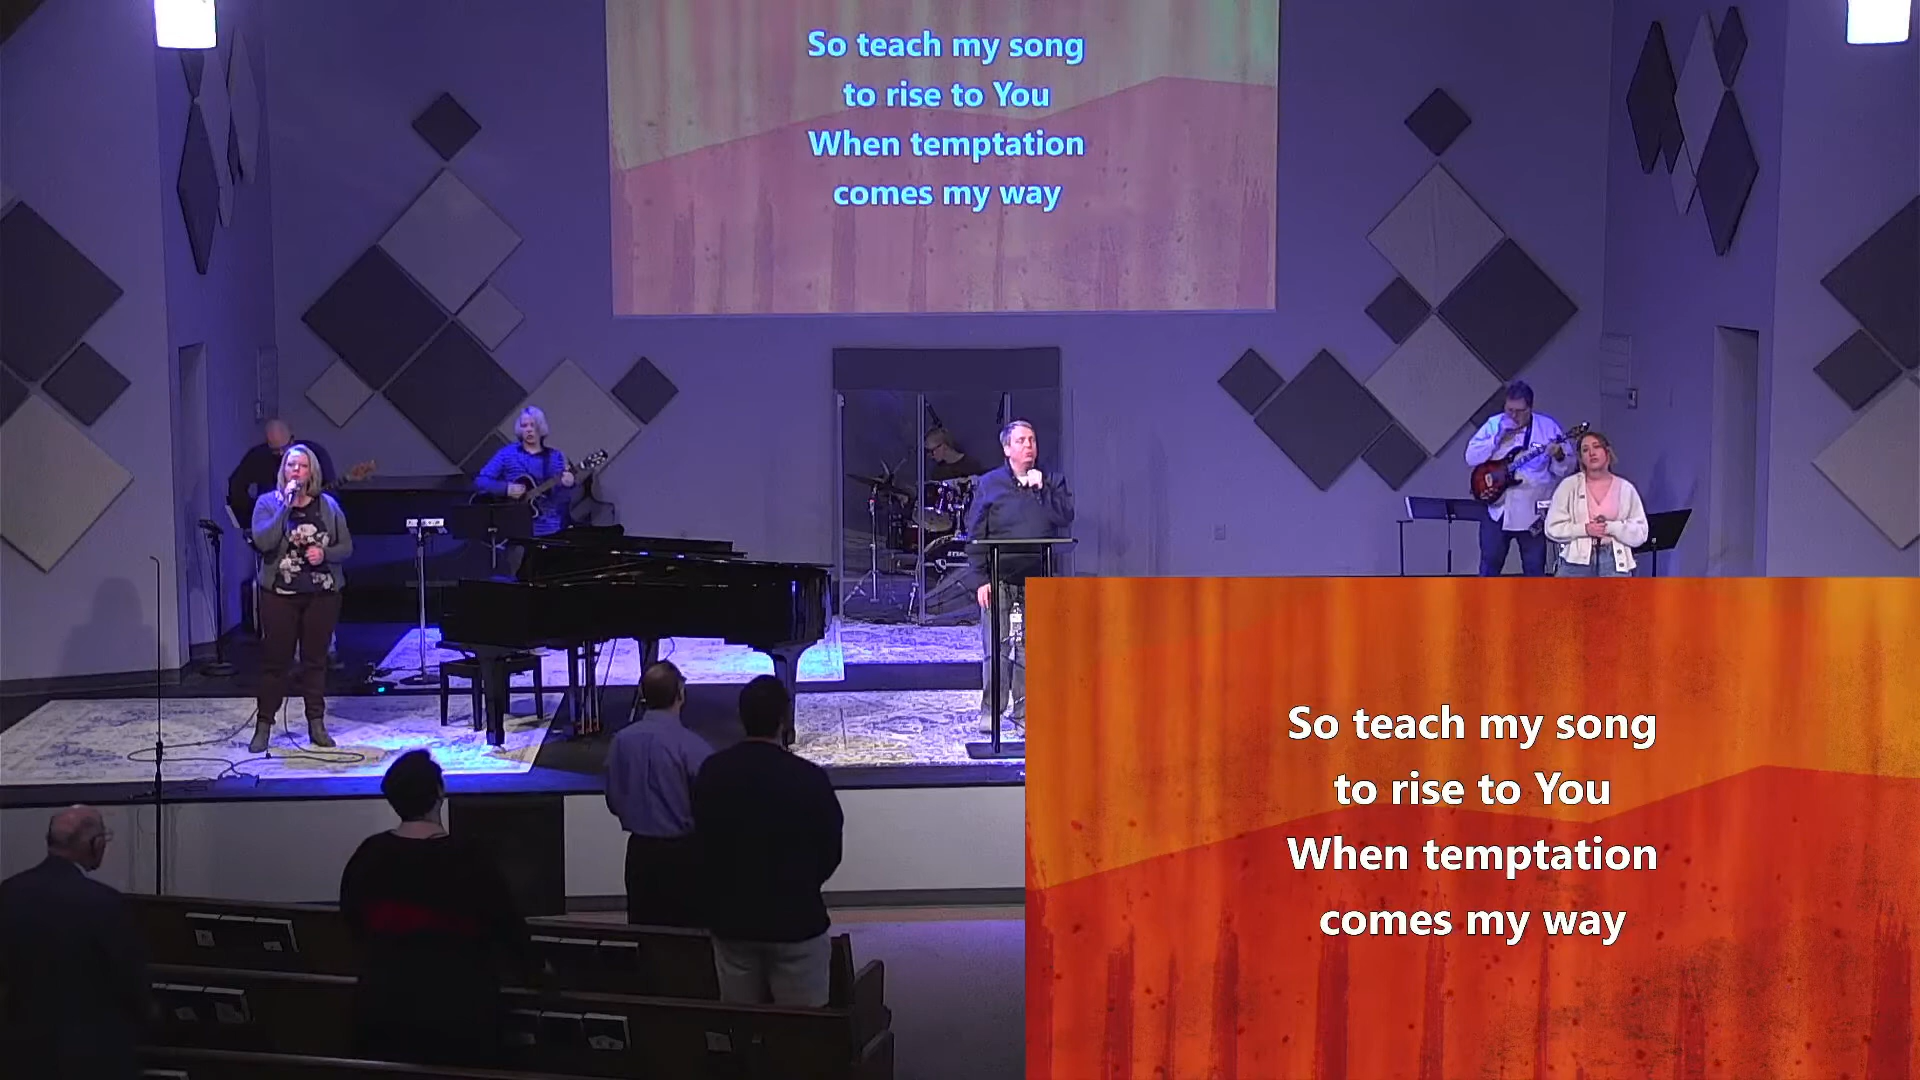 So teach my song
to rise to You
When temptation
comes my way
So teach my song
to rise to You
When temptation
comes my way